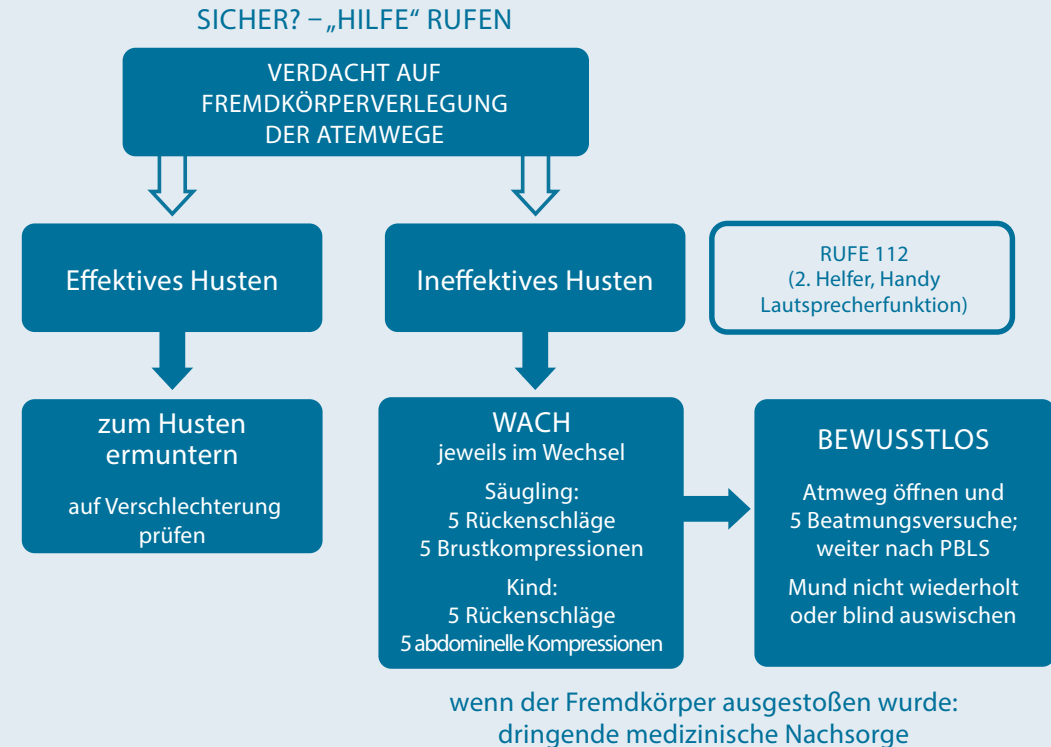 SICHER? – „HILFE“ RUFEN
VERDACHT AUF
FREMDKÖRPERVERLEGUNG
DER ATEMWEGE
Effektives Husten
Ineffektives Husten
RUFE 112
(2. Helfer, Handy
Lautsprecherfunktion)
zum Husten
ermuntern
auf Verschlechterung
prüfen
WACH
jeweils im Wechsel
Säugling:
5 Rückenschläge
5 Brustkompressionen
Kind:
5 Rückenschläge
5 abdominelle Kompressionen
BEWUSSTLOS
Atmweg öffnen und
5 Beatmungsversuche;
weiter nach PBLS
Mund nicht wiederholt
oder blind auswischen
wenn der Fremdkörper ausgestoßen wurde:
dringende medizinische Nachsorge